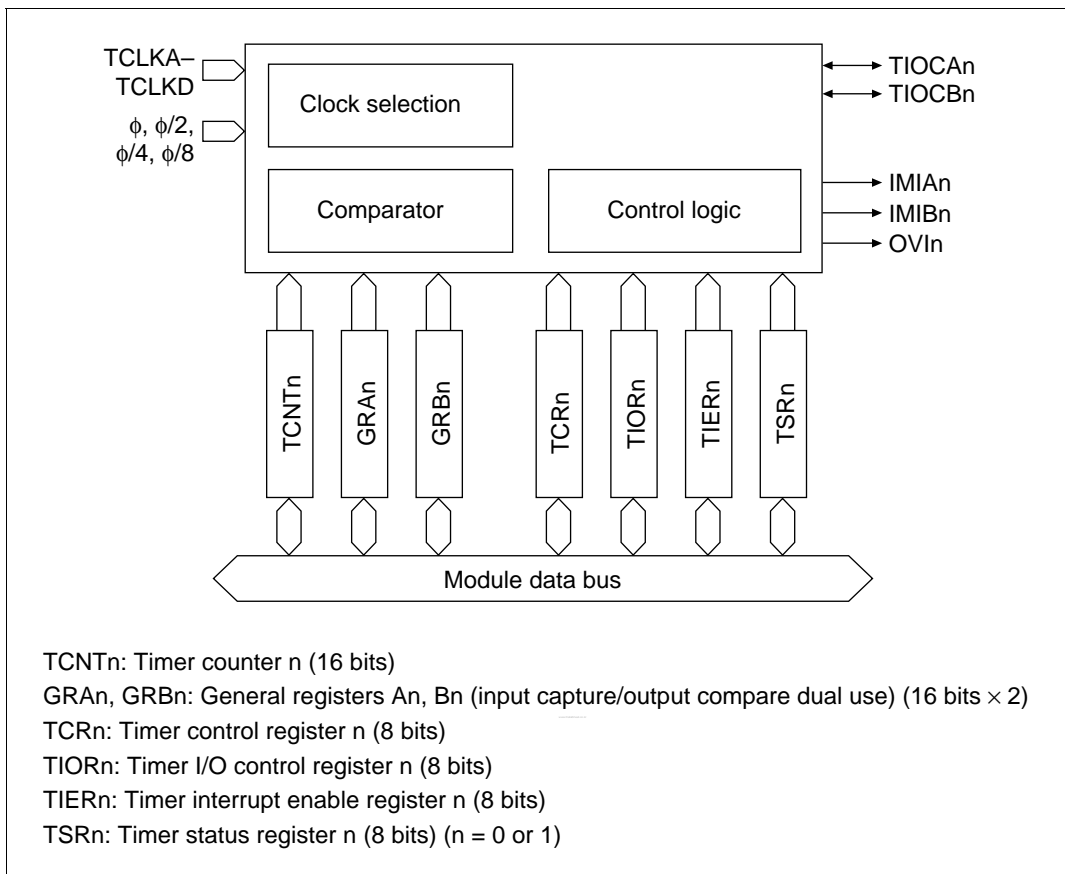 TCLKA–
TCLKD
ϕ, ϕ/2,
ϕ/4, ϕ/8
Clock selection
Comparator
Control logic
TIOCAn
TIOCBn
IMIAn
IMIBn
OVIn
TCNTn
GRAn
GRBn
TCRn
TIORn
TIERn
TSRn
Module data bus
TCNTn: Timer counter n (16 bits)
GRAn, GRBn: General registers An, Bn (input capture/output compare dual use) (16 bits × 2)
TCRn: Timer control register n (8 bits)
TIORn: Timer I/O control register n (8 bits)
TIERn: Timer interrupt enable register n (8 bits)
TSRn: Timer status register n (8 bits) (n = 0 or 1)